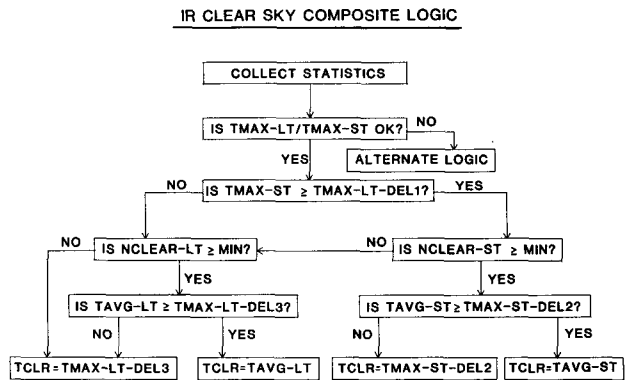 IR CLEAR SKY COMPOSITE LOGIC
COLLECT STATISTICS
IS TMAX-LT/TMAX-ST OK?
NO
YES
ALTERNATE LOGIC
NO
IS TMAX-ST ≥ TMAX-LT-DEL1?
YES
NO
IS NCLEAR-LT ≥ MIN?
NO
IS NCLEAR-ST ≥ MIN?
YES
YES
IS TAVG-LT ≥ TMAX-LT-DEL3?
IS TAVG-ST ≥ TMAX-ST-DEL2?
NO
YES
NO
YES
TCLR=TMAX-LT-DEL3
TCLR=TAVG-LT
TCLR=TMAX-ST-DEL2
TCLR=TAVG-ST